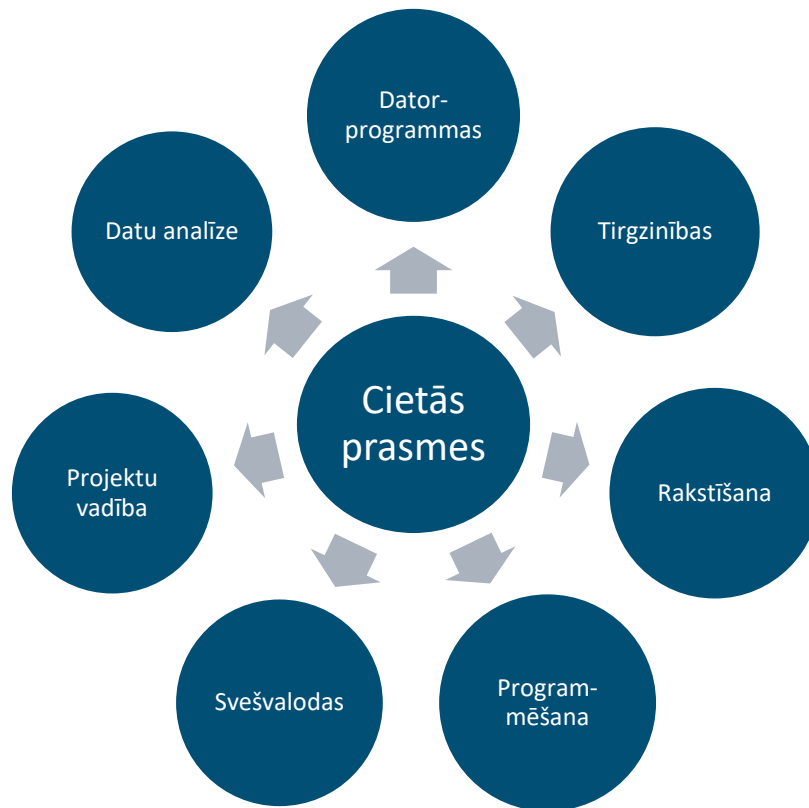 Dator-
programmas
Tirgzinības
Rakstīšana
Program-
mēšana
Svešvalodas
Projektu
vadība
Datu analīze
Cietās
prasmes